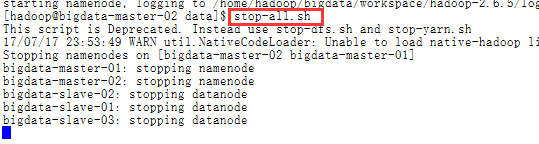 starting namenode, logging to /home/hadoop/bigdata/workspace/hadoop-2.6.5/log
[hadoop@bigdata-master-02 data]$ stop-all.sh
This script is Deprecated. Instead use stop-dfs.sh and stop-yarn.sh
17/07/17 23:53:49 WARN util.NativeCodeLoader: Unable to load native-hadoop li
Stopping namenodes on [bigdata-master-02 bigdata-master-01]
bigdata-master-01: stopping namenode
bigdata-master-02: stopping namenode
bigdata-slave-02: stopping datanode
bigdata-slave-01: stopping datanode
bigdata-slave-03: stopping datanode